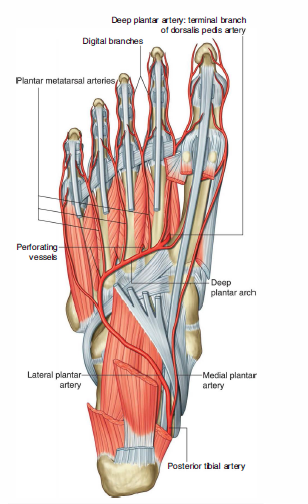 Deep plantar artery: terminal branch
of dorsalis pedis artery
Digital branches
Plantar metatarsal arteries
Perforating
vessels
Deep
plantar arch
Lateral plantar
artery
Medial plantar
artery
Posterior tibial artery